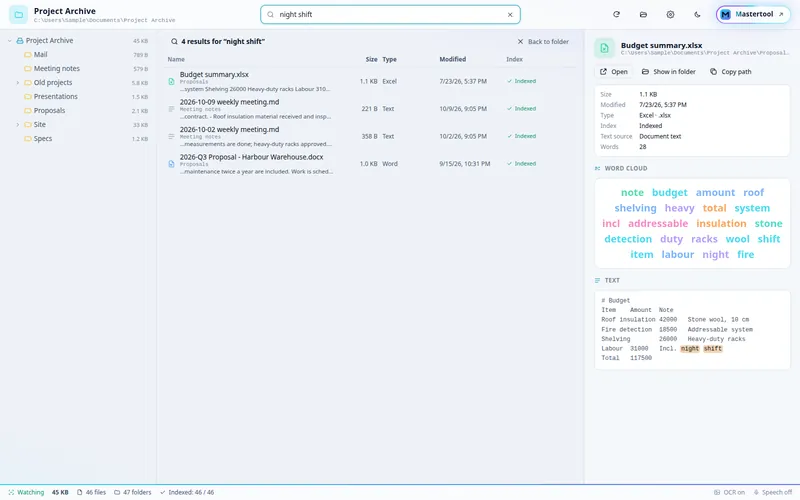 Project Archive
C:\Users\Sample\Documents\Project Archive
night shift
Mastertool
Project Archive 45 KB
Mail 789 B
Meeting notes 579 B
Old projects 5.8 KB
Presentations 1.5 KB
Proposals 2.1 KB
Site 33 KB
Specs 1.2 KB
4 results for "night shift"
Back to folder
Name Size Type Modified Index
Budget summary.xlsx 1.1 KB Excel 7/23/26, 5:37 PM Indexed
Proposals
...system Shelving 26000 Heavy-duty racks Labour 310...
2026-10-09 weekly meeting.md 221 B Text 10/9/26, 9:05 PM Indexed
Meeting notes
...contract. - Roof insulation material received and insp...
2026-10-02 weekly meeting.md 358 B Text 10/2/26, 9:05 PM Indexed
Meeting notes
...measurements are done; heavy-duty racks approved....
2026-Q3 Proposal - Harbour Warehouse.docx 1.0 KB Word 9/15/26, 10:31 PM Indexed
Proposals
...maintenance twice a year are included. Work is sched...
Budget summary.xlsx
C:\Users\Sample\Documents\Project Archive\Proposal…
Open Show in folder Copy path
Size 1.1 KB
Modified 7/23/26, 5:37 PM
Type Excel · .xlsx
Index Indexed
Text source Document text
Words 28
WORD CLOUD
note budget amount roof
shelving heavy total system
incl addressable insulation stone
detection duty racks wool shift
item labour night fire
TEXT
# Budget
Item Amount Note
Roof insulation 42000 Stone wool, 10 cm
Fire detection 18500 Addressable system
Shelving 26000 Heavy-duty racks
Labour 31000 Incl. night shift
Total 117500
Watching 45 KB 46 files 47 folders Indexed: 46 / 46
OCR on Speech off